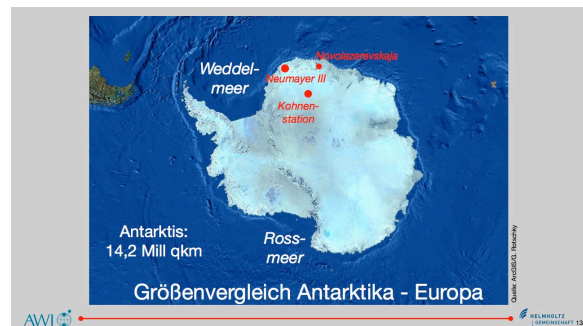 Novolazerevskaja
Weddel-
meer
Neumayer III
Kohnen-
station
Antarktis:
14,2 Mill qkm
Ross-
meer
Größenvergleich Antarktika - Europa
Quelle: ArcGIS/G. Rotschky
AWI
HELMHOLTZ
GEMEINSCHAFT 13